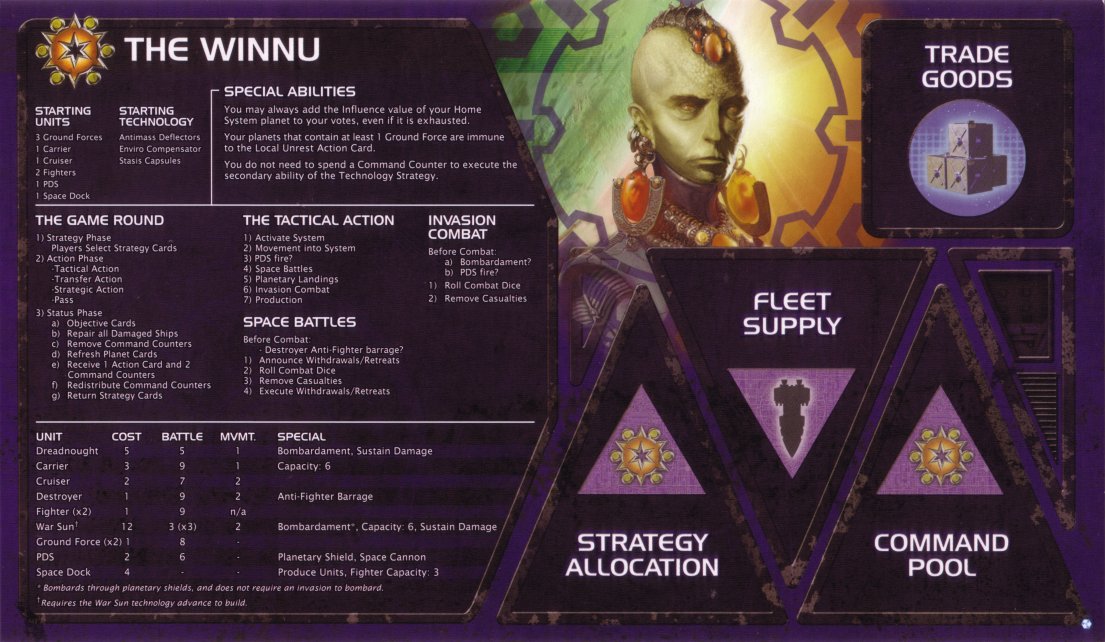 THE WINNU
STARTING
UNITS
3 Ground Forces
1 Carrier
1 Cruiser
2 Fighters
1 PDS
1 Space Dock
STARTING
TECHNOLOGY
Antimass Deflectors
Enviro Compensator
Stasis Capsules
SPECIAL ABILITIES
You may always add the Influence value of your Home
System planet to your votes, even if it is exhausted.
Your planets that contain at least 1 Ground Force are immune
to the Local Unrest Action Card.
You do not need to spend a Command Counter to execute the
secondary ability of the Technology Strategy.
THE GAME ROUND
1) Strategy Phase
Players Select Strategy Cards
2) Action Phase
·Tactical Action
·Transfer Action
·Strategic Action
·Pass
3) Status Phase
a) Objective Cards
b) Repair all Damaged Ships
c) Remove Command Counters
d) Refresh Planet Cards
e) Receive 1 Action Card and 2
Command Counters
f) Redistribute Command Counters
g) Return Strategy Cards
THE TACTICAL ACTION
1) Activate System
2) Movement into System
3) PDS fire?
4) Space Battles
5) Planetary Landings
6) Invasion Combat
7) Production
SPACE BATTLES
Before Combat:
- Destroyer Anti-Fighter barrage?
1) Announce Withdrawals/Retreats
2) Roll Combat Dice
3) Remove Casualties
4) Execute Withdrawals/Retreats
INVASION
COMBAT
Before Combat:
a) Bombardment?
b) PDS fire?
1) Roll Combat Dice
2) Remove Casualties
UNIT COST BATTLE MVMT. SPECIAL
Dreadnought 5 5 1 Bombardment, Sustain Damage
Carrier 3 9 1 Capacity: 6
Cruiser 2 7 2
Destroyer 1 9 2 Anti-Fighter Barrage
Fighter (x2) 1 9 n/a
War Sun† 12 3 (x3) 2 Bombardment*, Capacity: 6, Sustain Damage
Ground Force (x2) 1 8 -
PDS 2 6 - Planetary Shield, Space Cannon
Space Dock 4 - - Produce Units, Fighter Capacity: 3
* Bombards through planetary shields, and does not require an invasion to bombard.
†Requires the War Sun technology advance to build.
TRADE
GOODS
FLEET
SUPPLY
STRATEGY
ALLOCATION
COMMAND
POOL